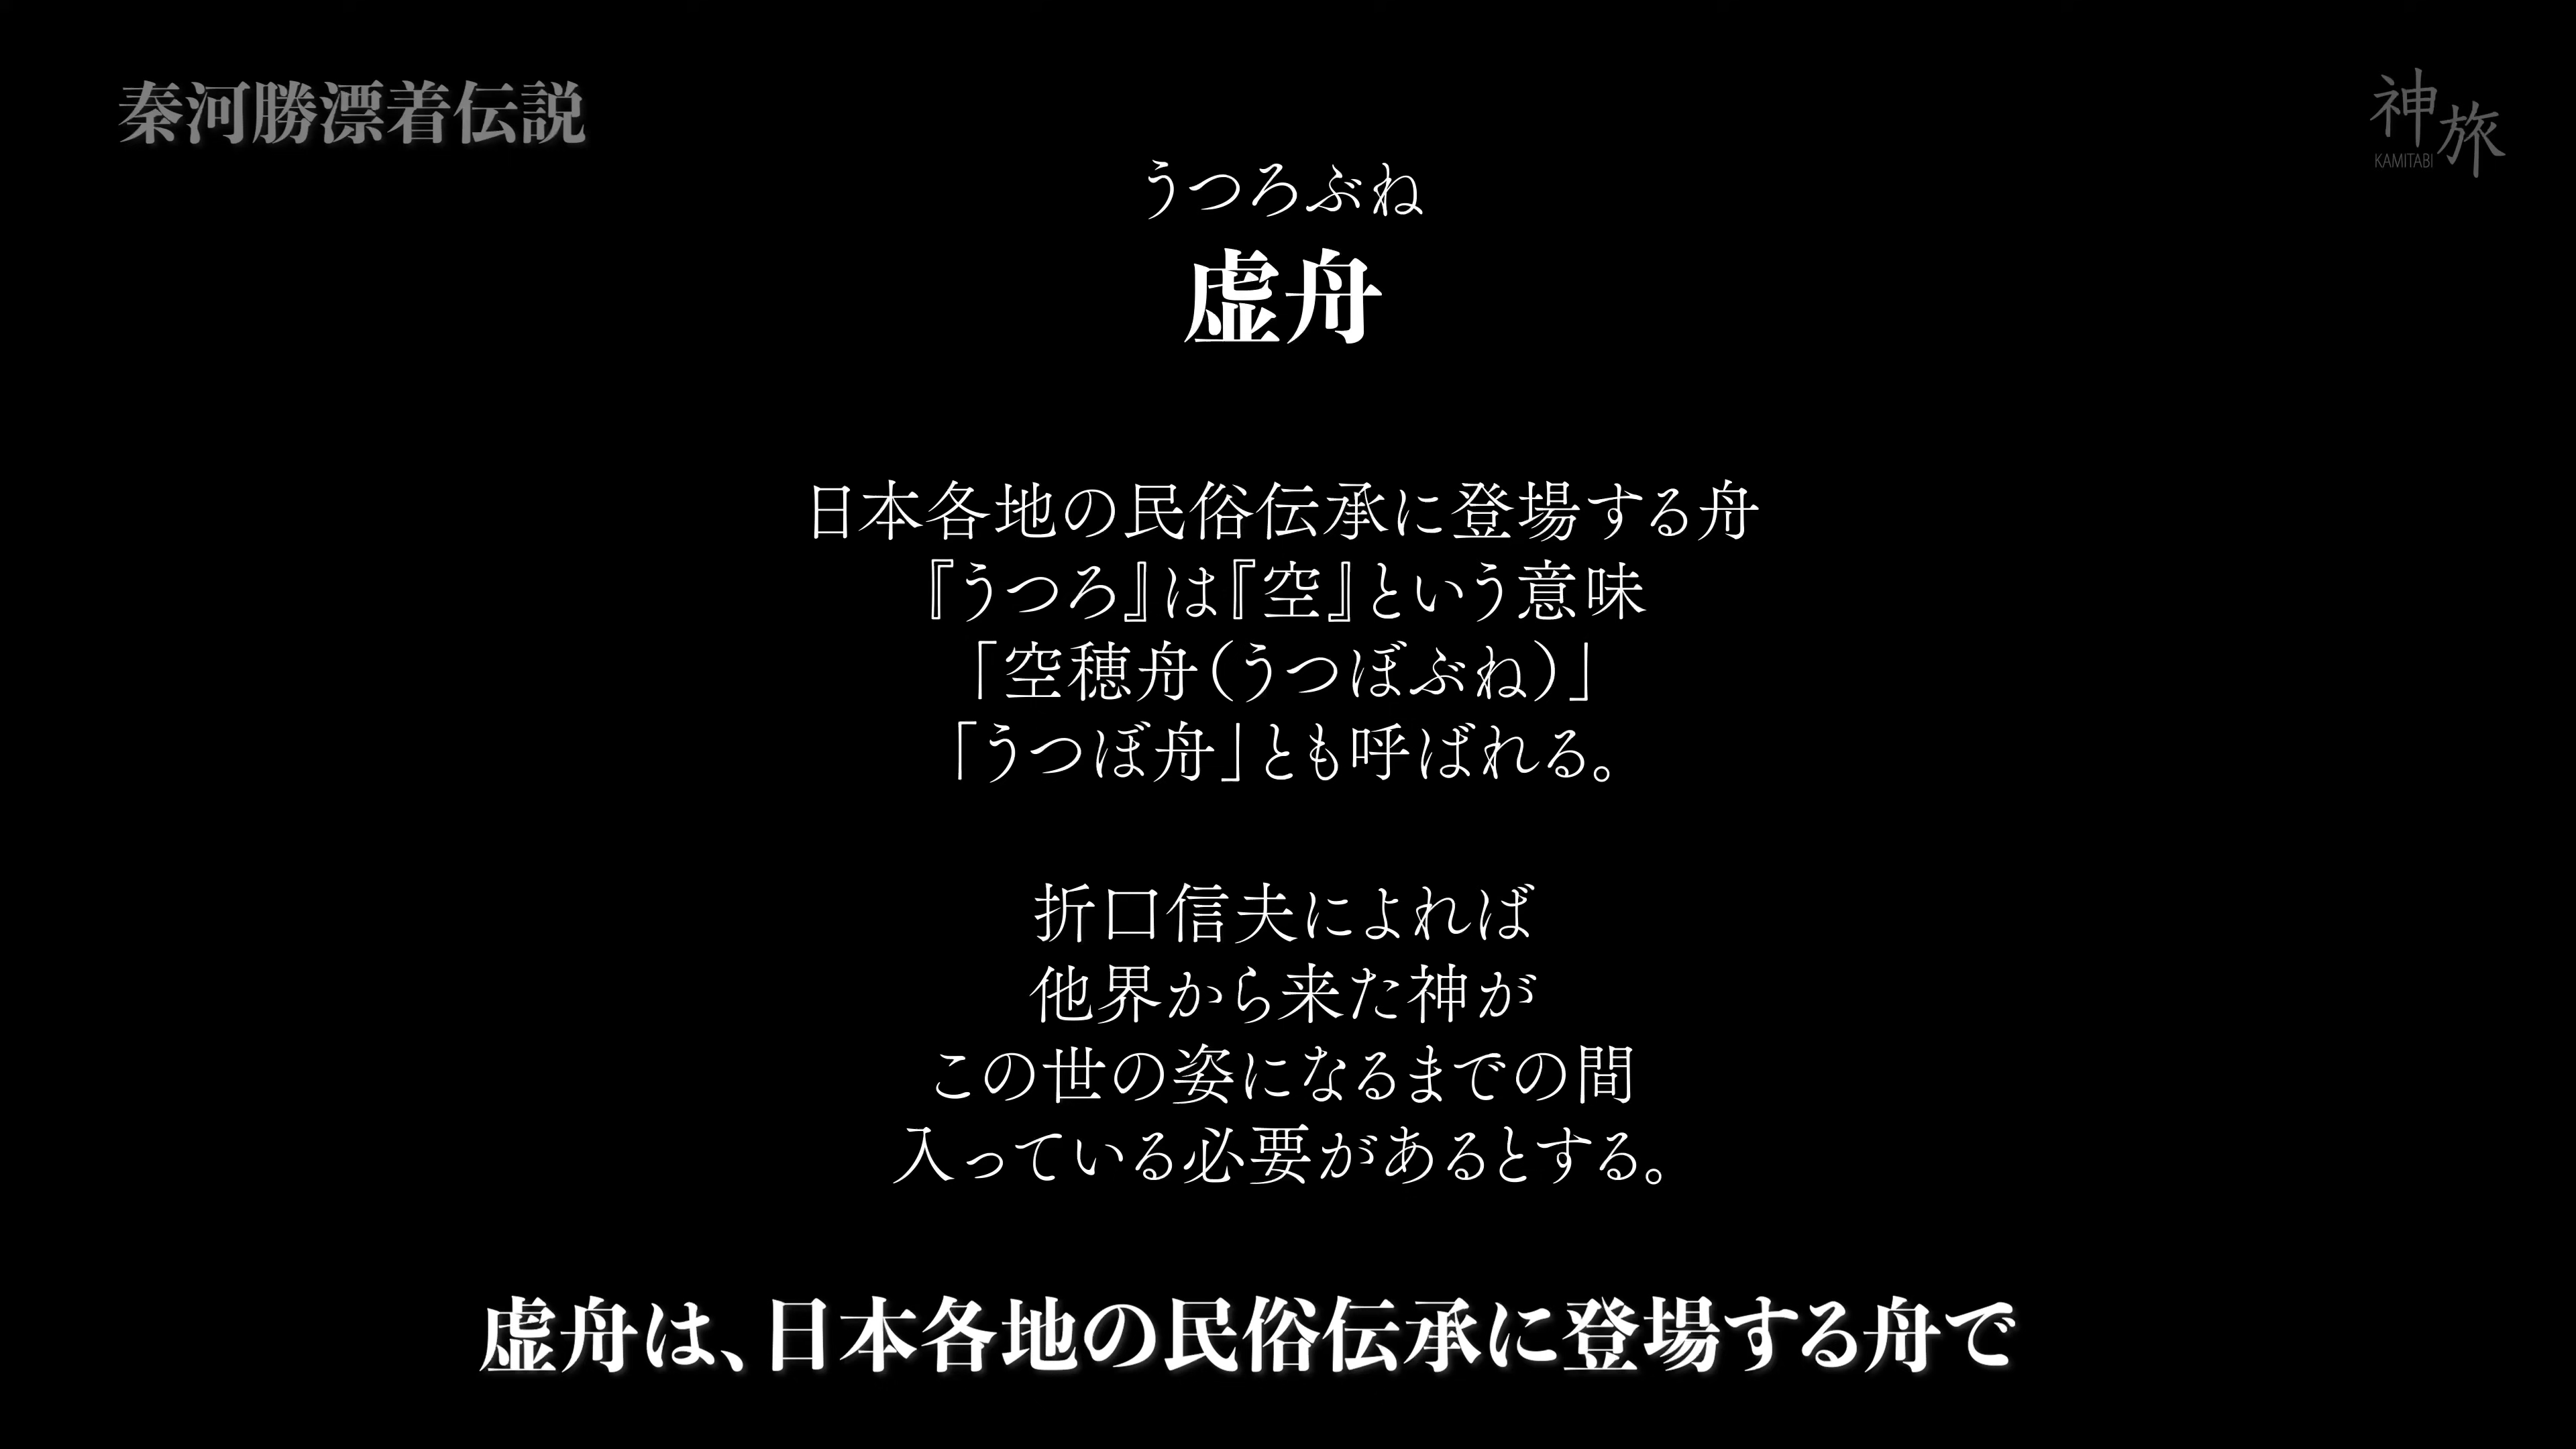 秦河勝漂着伝説
神旅
KAMITABI
うつろぶね
虚舟
日本各地の民俗伝承に登場する舟
『うつろ』は『空』という意味
「空穂舟（うつぼぶね）」
「うつぼ舟」とも呼ばれる。
折口信夫によれば
他界から来た神が
この世の姿になるまでの間
入っている必要があるとする。
虚舟は、日本各地の民俗伝承に登場する舟で